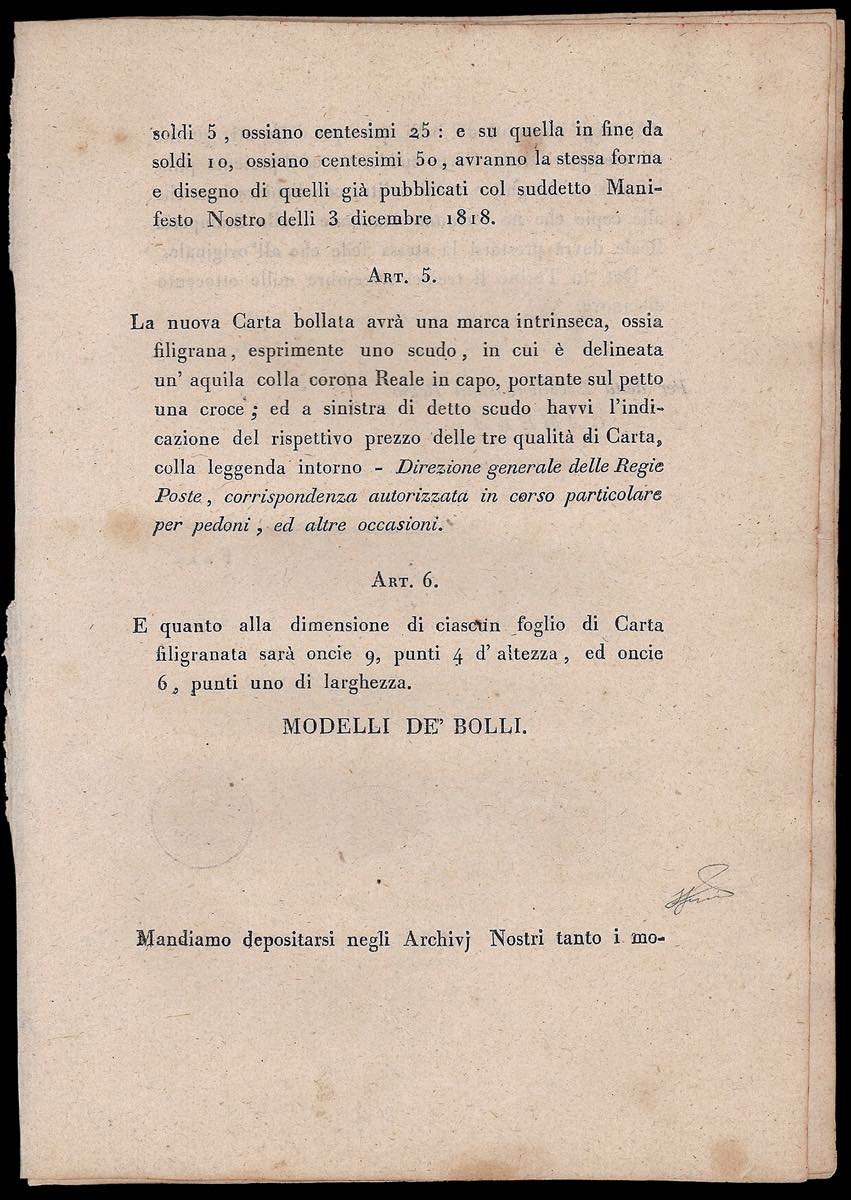 soldi 5 , ossiano centesimi 25 : e su quella in fine da
soldi 10, ossiano centesimi 50 , avranno la stessa forma
e disegno di quelli già pubblicati col suddetto Mani-
festo Nostro delli 3 dicembre 1818.
ART. 5.
La nuova Carta bollata avrà una marca intrinseca, ossia
filigrana , esprimente uno scudo , in cui è delineata
un' aquila colla corona Reale in capo, portante sul petto
una croce ; ed a sinistra di detto scudo havvi l'indi-
cazione del rispettivo prezzo delle tre qualità di Carta,
colla leggenda intorno - Direzione generale delle Regie
Poste , corrispondenza autorizzata in corso particolare
per pedoni , ed altre occasioni.
ART. 6.
E quanto alla dimensione di ciascun foglio di Carta
filigranata sarà oncie 9, punti 4 d' altezza , ed oncie
6, punti uno di larghezza.
MODELLI DE' BOLLI.
Mandiamo depositarsi negli Archivj Nostri tanto i mo-